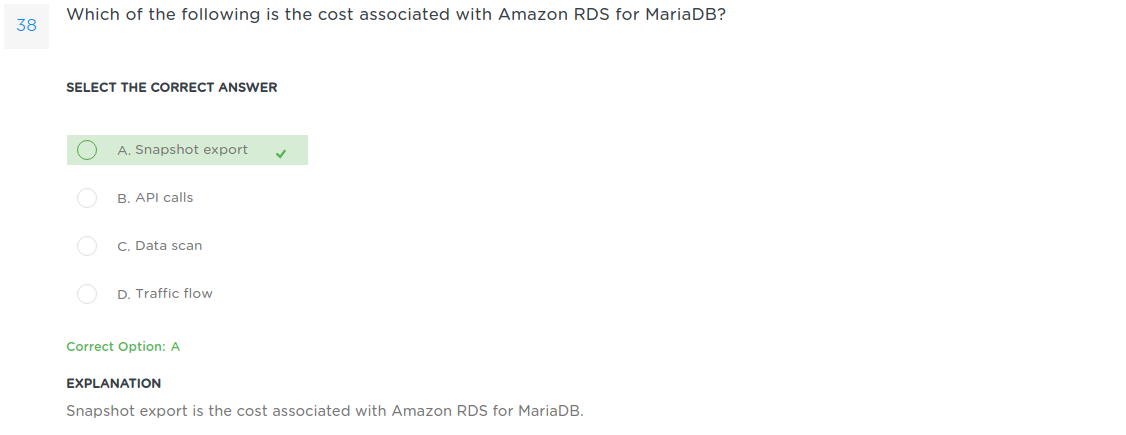 38
Which of the following is the cost associated with Amazon RDS for MariaDB?
SELECT THE CORRECT ANSWER
A. Snapshot export
B. API calls
C. Data scan
D. Traffic flow
Correct Option: A
EXPLANATION
Snapshot export is the cost associated with Amazon RDS for MariaDB.